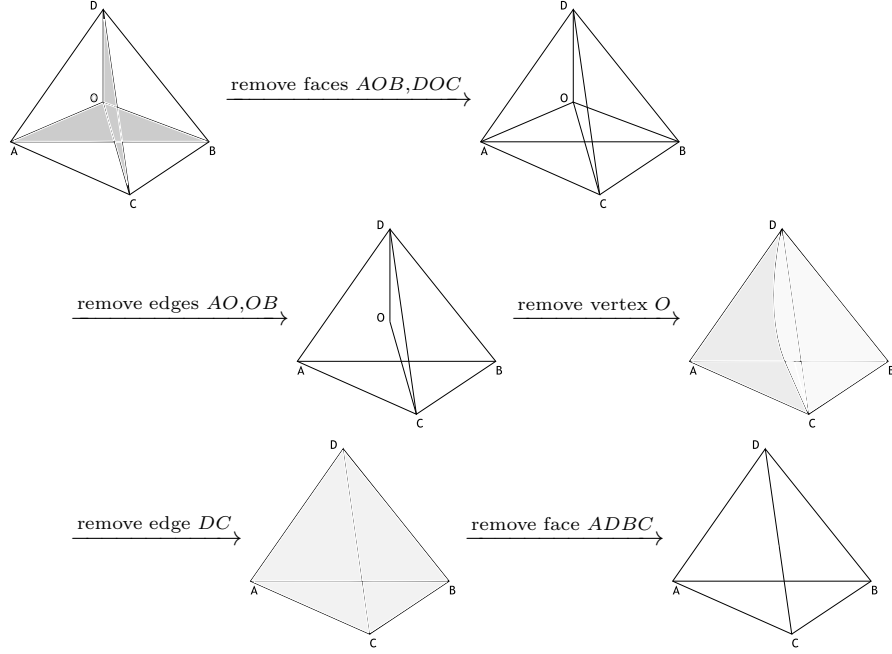 D
O
A
B
C
remove faces AOB,DOC
D
O
A
B
C
remove edges AO,OB
D
O
A
B
C
remove vertex O
D
A
B
C
remove edge DC
D
A
B
C
remove face ADBC
D
A
B
C